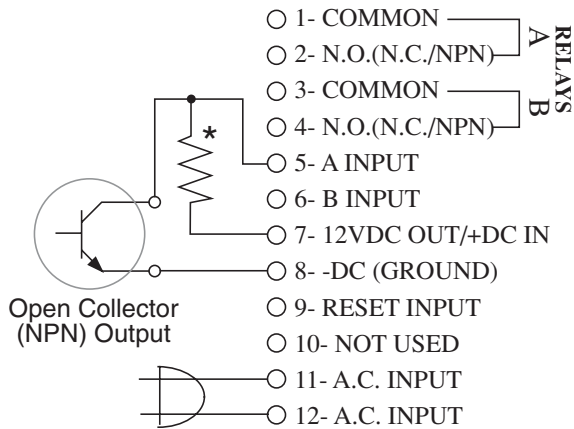 1- COMMON
2- N.O.(N.C./NPN)
A
3- COMMON
4- N.O.(N.C./NPN)
B
RELAYS
*
5- A INPUT
6- B INPUT
7- 12VDC OUT/+DC IN
8- -DC (GROUND)
Open Collector
(NPN) Output
9- RESET INPUT
10- NOT USED
11- A.C. INPUT
12- A.C. INPUT